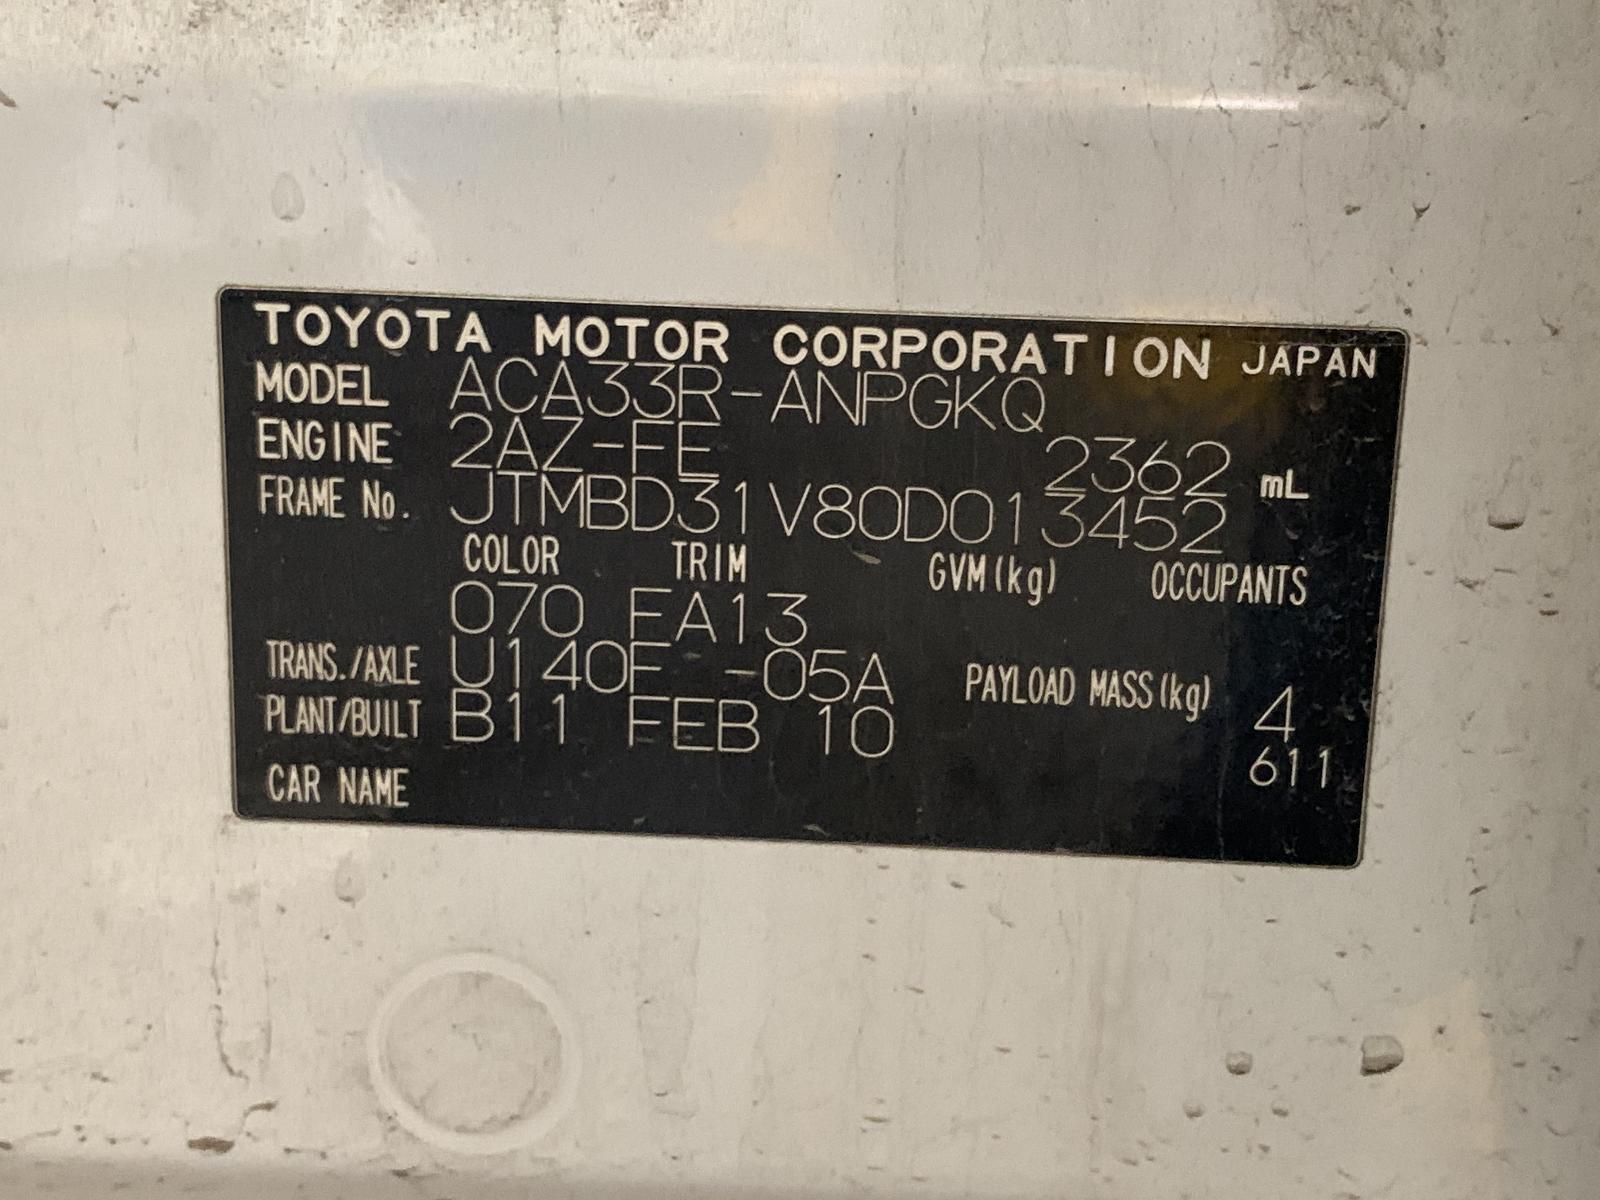 TOYOTA MOTOR CORPORATION JAPAN
MODEL ACA33R-ANPGKQ
ENGINE 2AZ-FE 2362 mL
FRAME No. JTMBD31V80D013452
COLOR TRIM GVM(kg) OCCUPANTS
070 FA13
TRANS./AXLE U140F -05A PAYLOAD MASS(kg) 4
PLANT/BUILT B11 FEB 10 611
CAR NAME